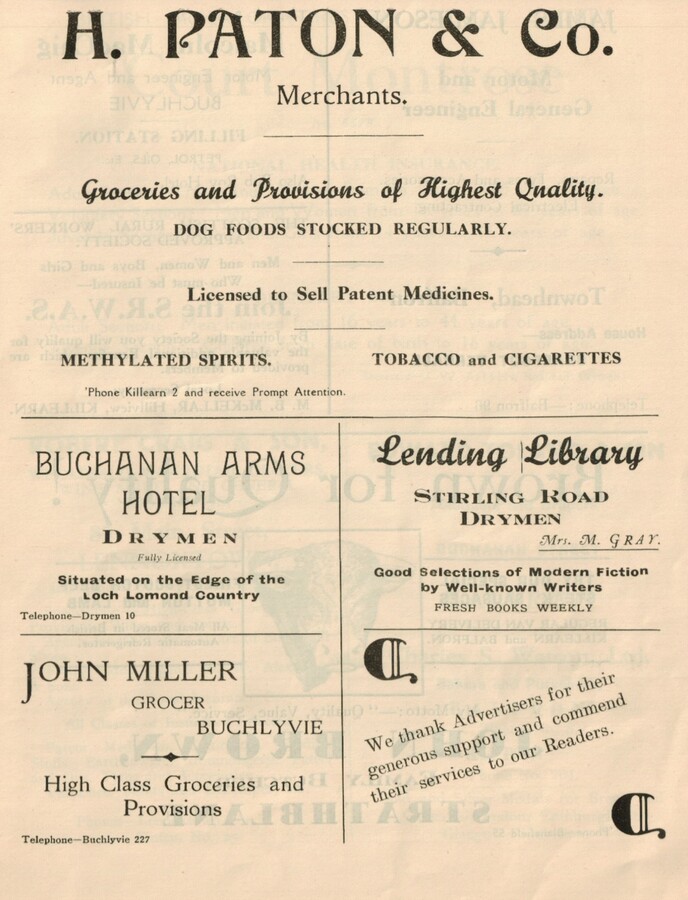 H. PATON & Co.
Merchants.
Groceries and Provisions of Highest Quality.
DOG FOODS STOCKED REGULARLY.
Licensed to Sell Patent Medicines.
METHYLATED SPIRITS. TOBACCO and CIGARETTES
'Phone Killearn 2 and receive Prompt Attention.
BUCHANAN ARMS
HOTEL
DRYMEN
Fully Licensed
Situated on the Edge of the
Loch Lomond Country
Telephone—Drymen 10
Lending Library
STIRLING ROAD
DRYMEN
Mrs. M. GRAY.
Good Selections of Modern Fiction
by Well-known Writers
FRESH BOOKS WEEKLY
JOHN MILLER
GROCER
BUCHLYVIE
High Class Groceries and
Provisions
Telephone—Buchlyvie 227
We thank Advertisers for their
generous support and commend
their services to our Readers.